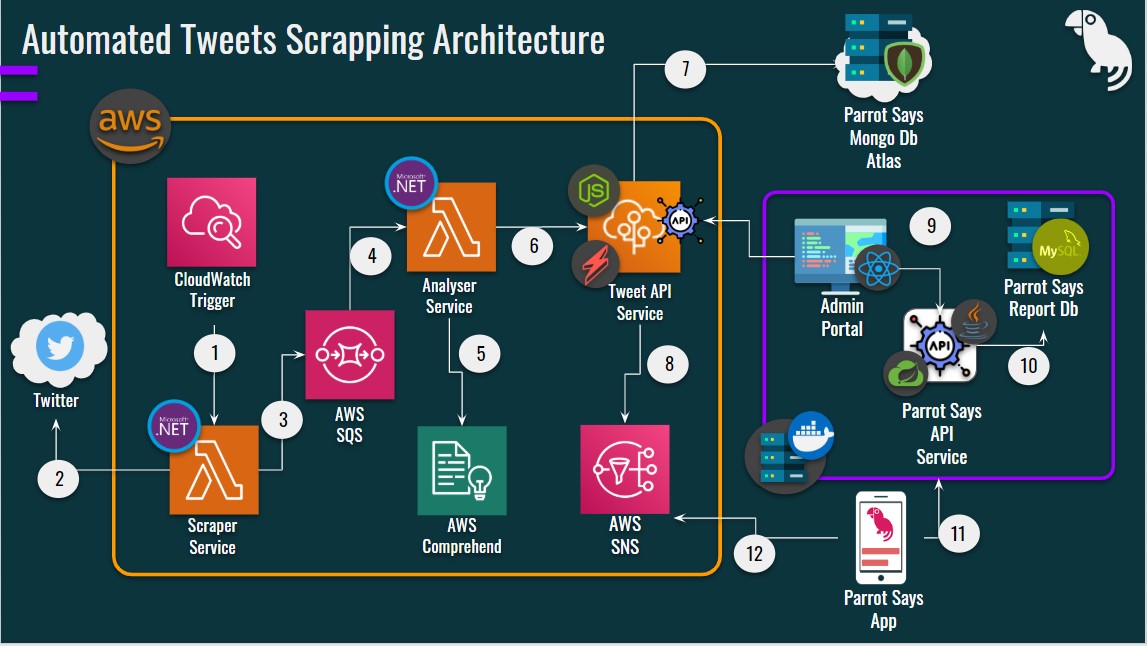 Automated Tweets Scrapping Architecture
7
Parrot Says
Mongo Db
Atlas
aws
Microsoft
.NET
JS
API
CloudWatch
Trigger
4
Analyser
Service
6
Tweet API
Service
9
MySQL
Admin
Portal
Parrot Says
Report Db
API
10
Twitter
1
5
8
AWS
SQS
Microsoft
.NET
3
2
Parrot Says
API
Service
Scraper
Service
AWS
Comprehend
AWS
SNS
12
11
Parrot Says
App